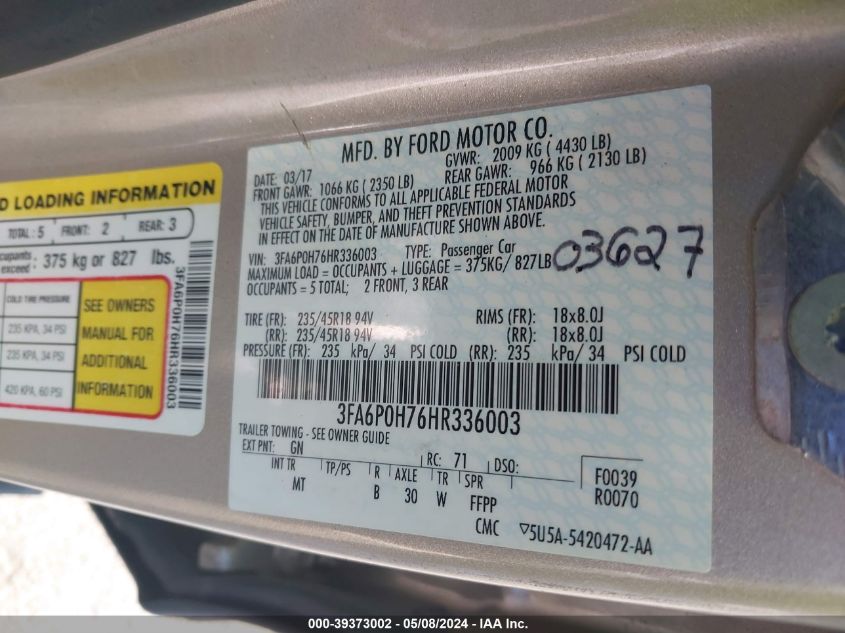 D LOADING INFORMATION
TOTAL: 5 FRONT: 2 REAR: 3
375 kg or 827 lbs.
COLD TIRE PRESSURE
235 KPA, 34 PSI
235 KPA, 34 PSI
420 KPA, 60 PSI
SEE OWNERS
MANUAL FOR
ADDITIONAL
INFORMATION
3FA6P0H76HR336003
MFD. BY FORD MOTOR CO.
DATE: 03/17 GVWR: 2009 KG ( 4430 LB)
FRONT GAWR: 1066 KG ( 2350 LB) REAR GAWR: 966 KG ( 2130 LB)
THIS VEHICLE CONFORMS TO ALL APPLICABLE FEDERAL MOTOR
VEHICLE SAFETY, BUMPER, AND THEFT PREVENTION STANDARDS
IN EFFECT ON THE DATE OF MANUFACTURE SHOWN ABOVE.
VIN: 3FA6P0H76HR336003 TYPE: Passenger Car
MAXIMUM LOAD = OCCUPANTS + LUGGAGE = 375KG/ 827LB
OCCUPANTS = 5 TOTAL; 2 FRONT, 3 REAR
03627
TIRE (FR): 235/45R18 94V RIMS (FR): 18x8.0J
(RR): 235/45R18 94V (RR): 18x8.0J
PRESSURE (FR): 235 kPa/ 34 PSI COLD (RR): 235 kPa/ 34 PSI COLD
3FA6P0H76HR336003
TRAILER TOWING - SEE OWNER GUIDE
EXT PNT: GN RC: 71 DSO:
INT TR TP/PS R AXLE TR SPR F0039
MT B 30 W FFPP R0070
CMC ▽5U5A-5420472-AA
000-39373002 - 05/08/2024 - IAA Inc.